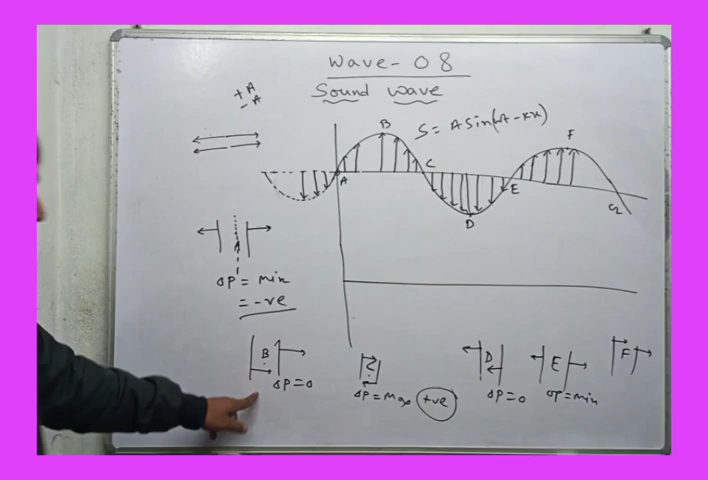 Wave-08
Sound wave
+A
-A
S = A sin(ωt - kx)
B
F
A
C
E
D
G
A
ΔP = min
= -ve
B
ΔP=0
C
ΔP=max +ve
D
ΔP=0
E
ΔP=min
F